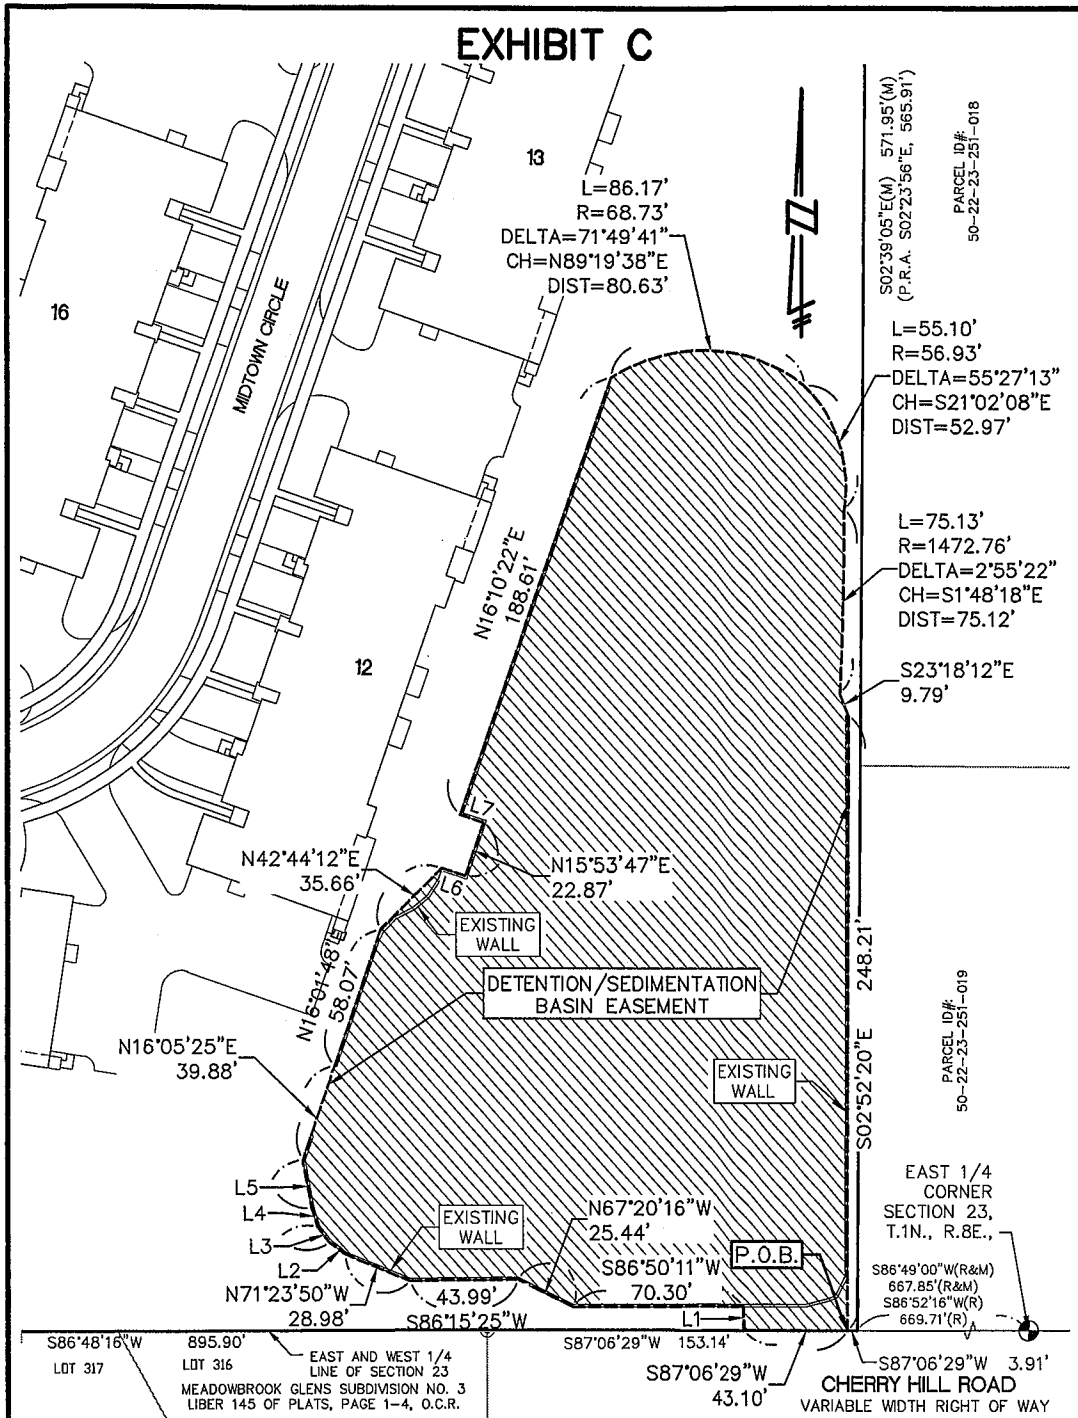 EXHIBIT C
13
L=86.17'
R=68.73'
DELTA=71°49'41"
CH=N89°19'38"E
DIST=80.63'
N
S02°39'05"E(M) 571.95'(M)
(P.R.A. S02°23'56"E, 565.91')
PARCEL ID#:
50-22-23-251-018
16
MIDTOWN CIRCLE
L=55.10'
R=56.93'
DELTA=55°27'13"
CH=S21°02'08"E
DIST=52.97'
L=75.13'
R=1472.76'
DELTA=2°55'22"
CH=S1°48'18"E
DIST=75.12'
N16°10'22"E
188.61'
12
S23°18'12"E
9.79'
L7
N42°44'12"E
35.66'
L6
N15°53'47"E
22.87'
EXISTING
WALL
N16°01'48"E
58.07'
DETENTION/SEDIMENTATION
BASIN EASEMENT
S02°52'20"E 248.21'
PARCEL ID#:
50-22-23-251-019
N16°05'25"E
39.88'
EXISTING
WALL
L5
L4
L3
L2
EXISTING
WALL
N67°20'16"W
25.44'
EAST 1/4
CORNER
SECTION 23,
T.1N., R.8E.,
P.O.B.
S86°50'11"W
70.30'
N71°23'50"W
28.98'
43.99'
S86°15'25"W
L1
S86°49'00"W(R&M)
667.85'(R&M)
S86°52'16"W(R)
669.71'(R)
S86°48'16"W 895.90'
S87°06'29"W 153.14'
LOT 317
LOT 316
EAST AND WEST 1/4
LINE OF SECTION 23
MEADOWBROOK GLENS SUBDIVISION NO. 3
LIBER 145 OF PLATS, PAGE 1-4, O.C.R.
S87°06'29"W
43.10'
S87°06'29"W 3.91'
CHERRY HILL ROAD
VARIABLE WIDTH RIGHT OF WAY